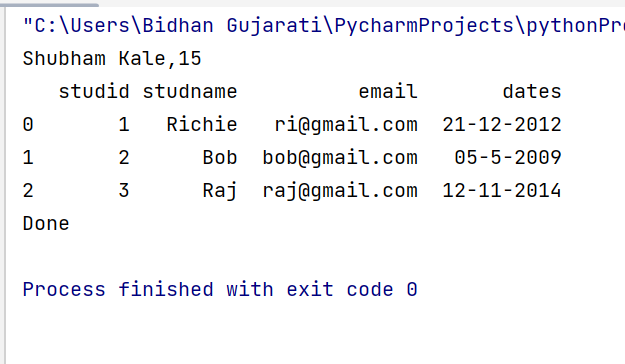 "C:\Users\Bidhan Gujarati\PycharmProjects\pythonPr
Shubham Kale,15
   studid studname             email       dates
0       1   Richie   ri@gmail.com  21-12-2012
1       2      Bob  bob@gmail.com   05-5-2009
2       3      Raj  raj@gmail.com  12-11-2014
Done
Process finished with exit code 0